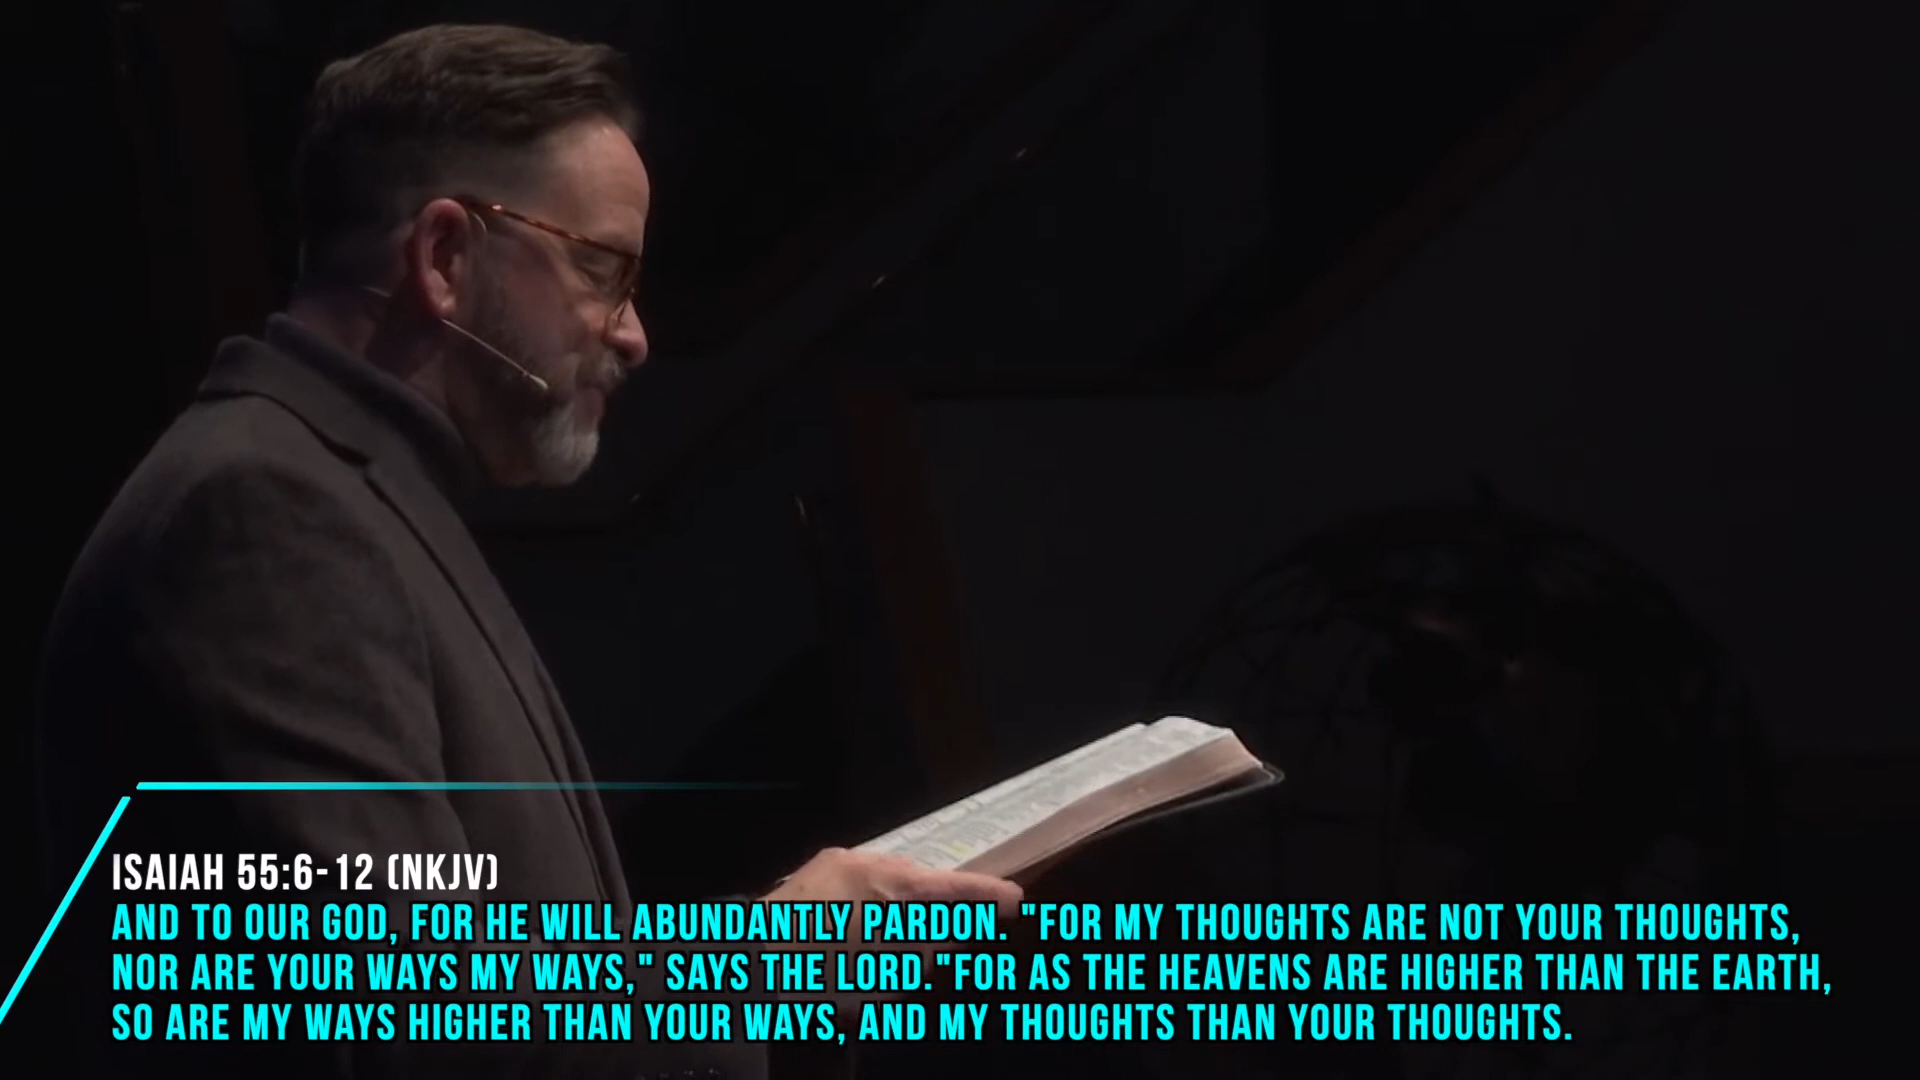 ISAIAH 55:6-12 (NKJV)
AND TO OUR GOD, FOR HE WILL ABUNDANTLY PARDON. "FOR MY THOUGHTS ARE NOT YOUR THOUGHTS,
NOR ARE YOUR WAYS MY WAYS," SAYS THE LORD."FOR AS THE HEAVENS ARE HIGHER THAN THE EARTH,
SO ARE MY WAYS HIGHER THAN YOUR WAYS, AND MY THOUGHTS THAN YOUR THOUGHTS.